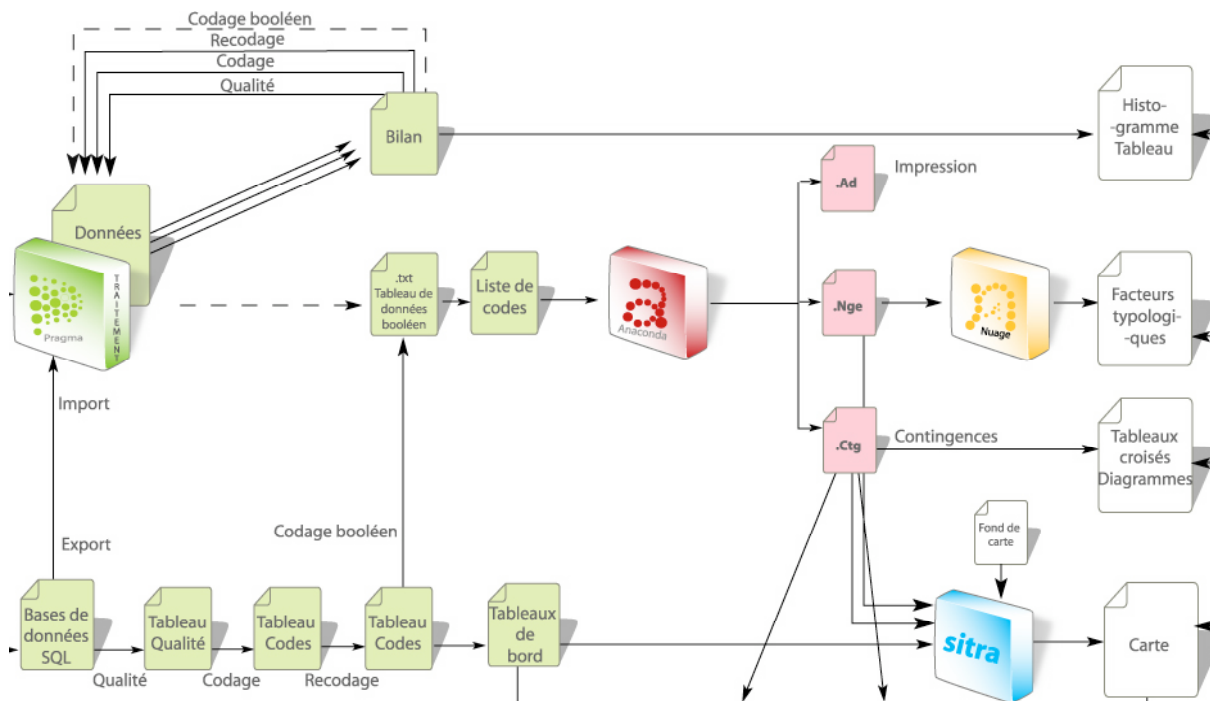 Codage booléen
Recodage
Codage
Qualité
Bilan
Histo-
-gramme
Tableau
.Ad
Impression
Données
TRAITEMENT
Pragma
.txt
Tableau de
données
booléen
Liste de
codes
Anaconda
.Nge
Nuage
Facteurs
typologi-
-ques
Import
.Ctg
Contingences
Tableaux
croisés
Diagrammes
Export
Codage booléen
Fond de
carte
Bases de
données
SQL
Tableau
Qualité
Tableau
Codes
Tableau
Codes
Tableaux
de
bord
sitra
Carte
Qualité
Codage
Recodage